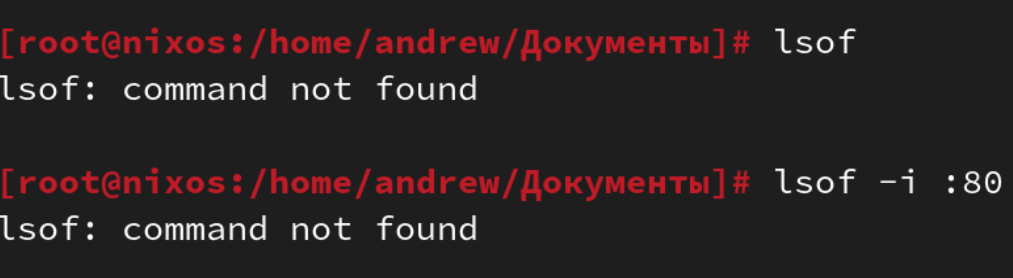 [root@nixos:/home/andrew/Документы]# lsof
lsof: command not found
[root@nixos:/home/andrew/Документы]# lsof -i :80
lsof: command not found